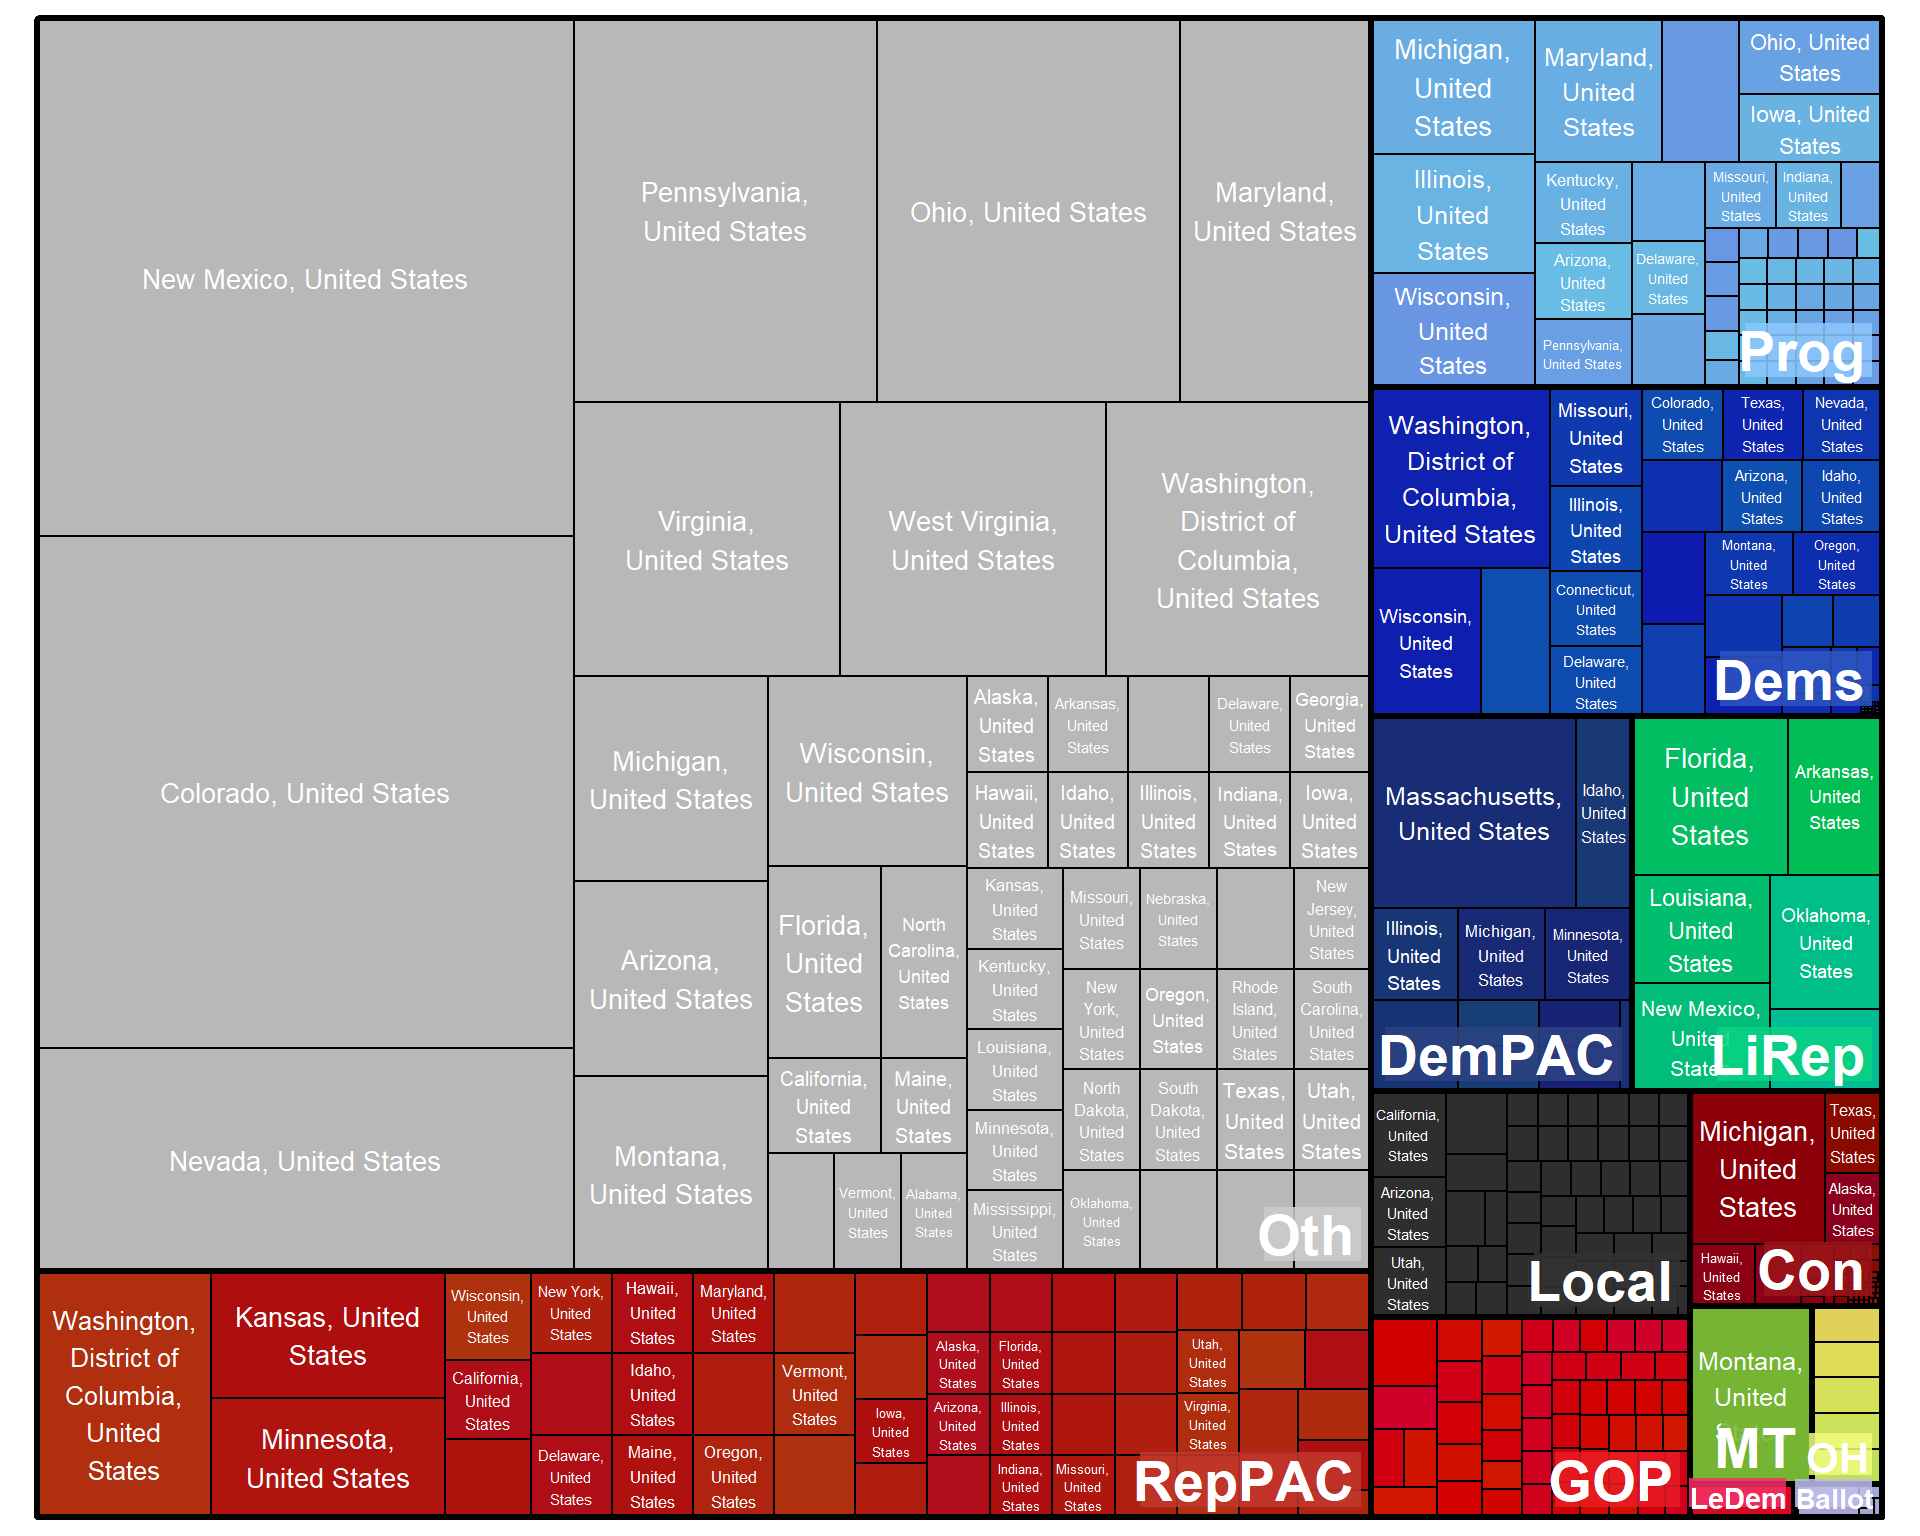 New Mexico, United States
Colorado, United States
Nevada, United States
Pennsylvania,
United States
Ohio, United States
Maryland,
United States
Virginia,
United States
West Virginia,
United States
Washington,
District of
Columbia,
United States
Michigan,
United States
Arizona,
United States
Montana,
United States
Wisconsin,
United States
Florida,
United
States
North
Carolina,
United
States
California,
United
States
Maine,
United
States
Vermont,
United
States
Alabama,
United
States
Alaska,
United
States
Arkansas,
United
States
Delaware,
United
States
Georgia,
United
States
Hawaii,
United
States
Idaho,
United
States
Illinois,
United
States
Indiana,
United
States
Iowa,
United
States
Kansas,
United
States
Kentucky,
United
States
Louisiana,
United
States
Minnesota,
United
States
Mississippi,
United
States
Missouri,
United
States
Nebraska,
United
States
New
Jersey,
United
States
New
York,
United
States
Oregon,
United
States
Rhode
Island,
United
States
South
Carolina,
United
States
North
Dakota,
United
States
South
Dakota,
United
States
Texas,
United
States
Utah,
United
States
Oklahoma,
United
States
Oth
Washington,
District of
Columbia,
United
States
Kansas, United
States
Minnesota,
United States
Wisconsin,
United
States
California,
United
States
New York,
United
States
Delaware,
United
States
Hawaii,
United
States
Idaho,
United
States
Maine,
United
States
Maryland,
United
States
Oregon,
United
States
Vermont,
United
States
Iowa,
United
States
Alaska,
United
States
Arizona,
United
States
Florida,
United
States
Illinois,
United
States
Indiana,
United
States
Missouri,
United
States
Utah,
United
States
Virginia,
United
States
RepPAC
Michigan,
United
States
Illinois,
United
States
Wisconsin,
United
States
Maryland,
United
States
Ohio, United
States
Iowa, United
States
Kentucky,
United
States
Arizona,
United
States
Pennsylvania,
United States
Delaware,
United
States
Missouri,
United
States
Indiana,
United
States
Prog
Washington,
District of
Columbia,
United States
Wisconsin,
United
States
Missouri,
United
States
Illinois,
United
States
Connecticut,
United
States
Delaware,
United
States
Colorado,
United
States
Texas,
United
States
Nevada,
United
States
Arizona,
United
States
Idaho,
United
States
Montana,
United
States
Oregon,
United
States
Dems
Massachusetts,
United States
Idaho,
United
States
Illinois,
United
States
Michigan,
United
States
Minnesota,
United
States
DemPAC
Florida,
United
States
Arkansas,
United
States
Louisiana,
United
States
Oklahoma,
United
States
New Mexico,
United
States
LiRep
California,
United
States
Arizona,
United
States
Utah,
United
States
Local
Michigan,
United
States
Texas,
United
States
Alaska,
United
States
Hawaii,
United
States
Con
GOP
Montana,
United
MT
OH
LeDem
Ballot